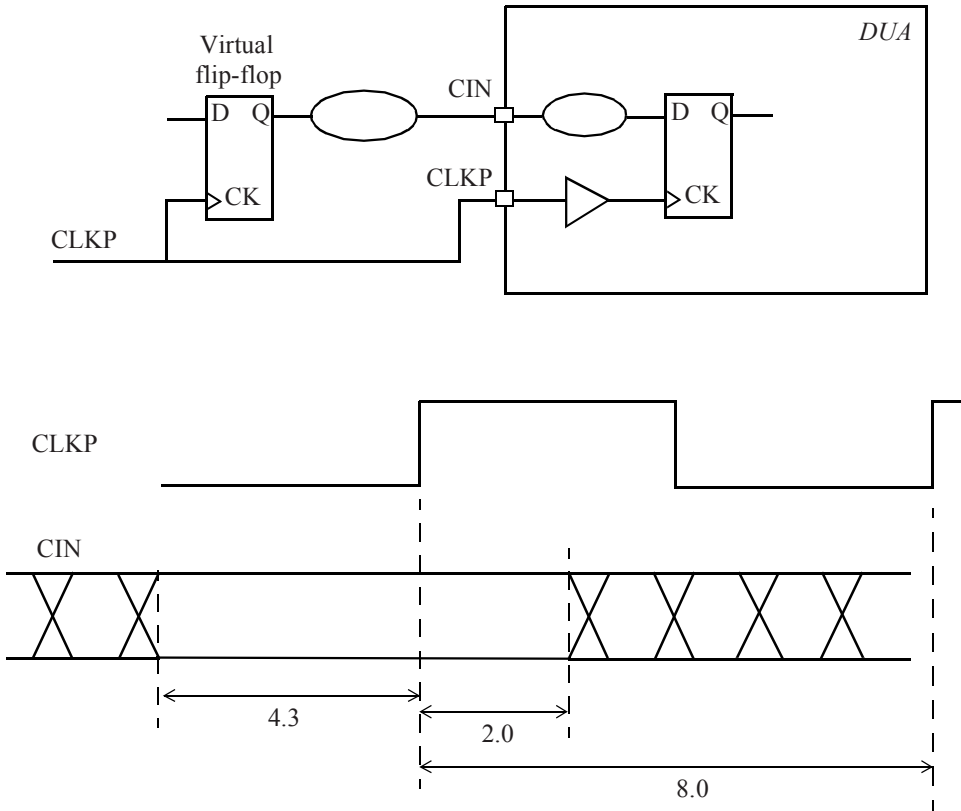 DUA
Virtual
flip-flop
CIN
D Q
D Q
CLKP
CK
CK
CLKP
CLKP
CIN
4.3
2.0
8.0